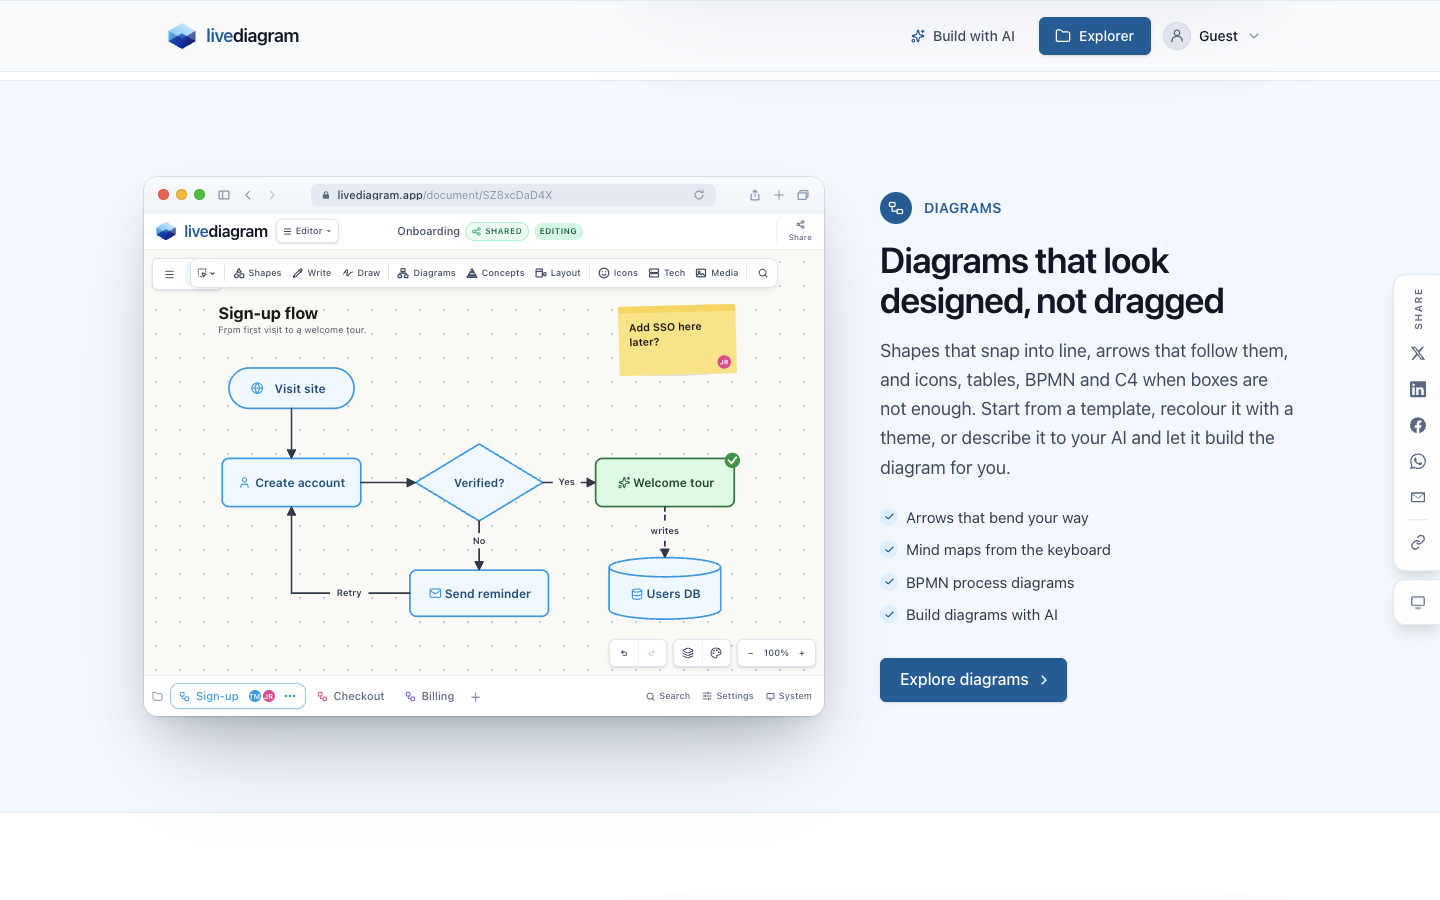 livediagram
Build with AI
Explorer
Guest
livediagram.app/document/SZ8xcDaD4X
livediagram
Editor
Onboarding
SHARED
EDITING
Share
Shapes
Write
Draw
Diagrams
Concepts
Layout
Icons
Tech
Media
Sign-up flow
From first visit to a welcome tour.
Add SSO here
later?
JR
Visit site
Create account
Verified?
Yes
Welcome tour
No
writes
Retry
Send reminder
Users DB
100%
Sign-up
TM
JR
Checkout
Billing
Search
Settings
System
DIAGRAMS
Diagrams that look
designed, not dragged
Shapes that snap into line, arrows that follow them,
and icons, tables, BPMN and C4 when boxes are
not enough. Start from a template, recolour it with a
theme, or describe it to your AI and let it build the
diagram for you.
Arrows that bend your way
Mind maps from the keyboard
BPMN process diagrams
Build diagrams with AI
Explore diagrams
SHARE